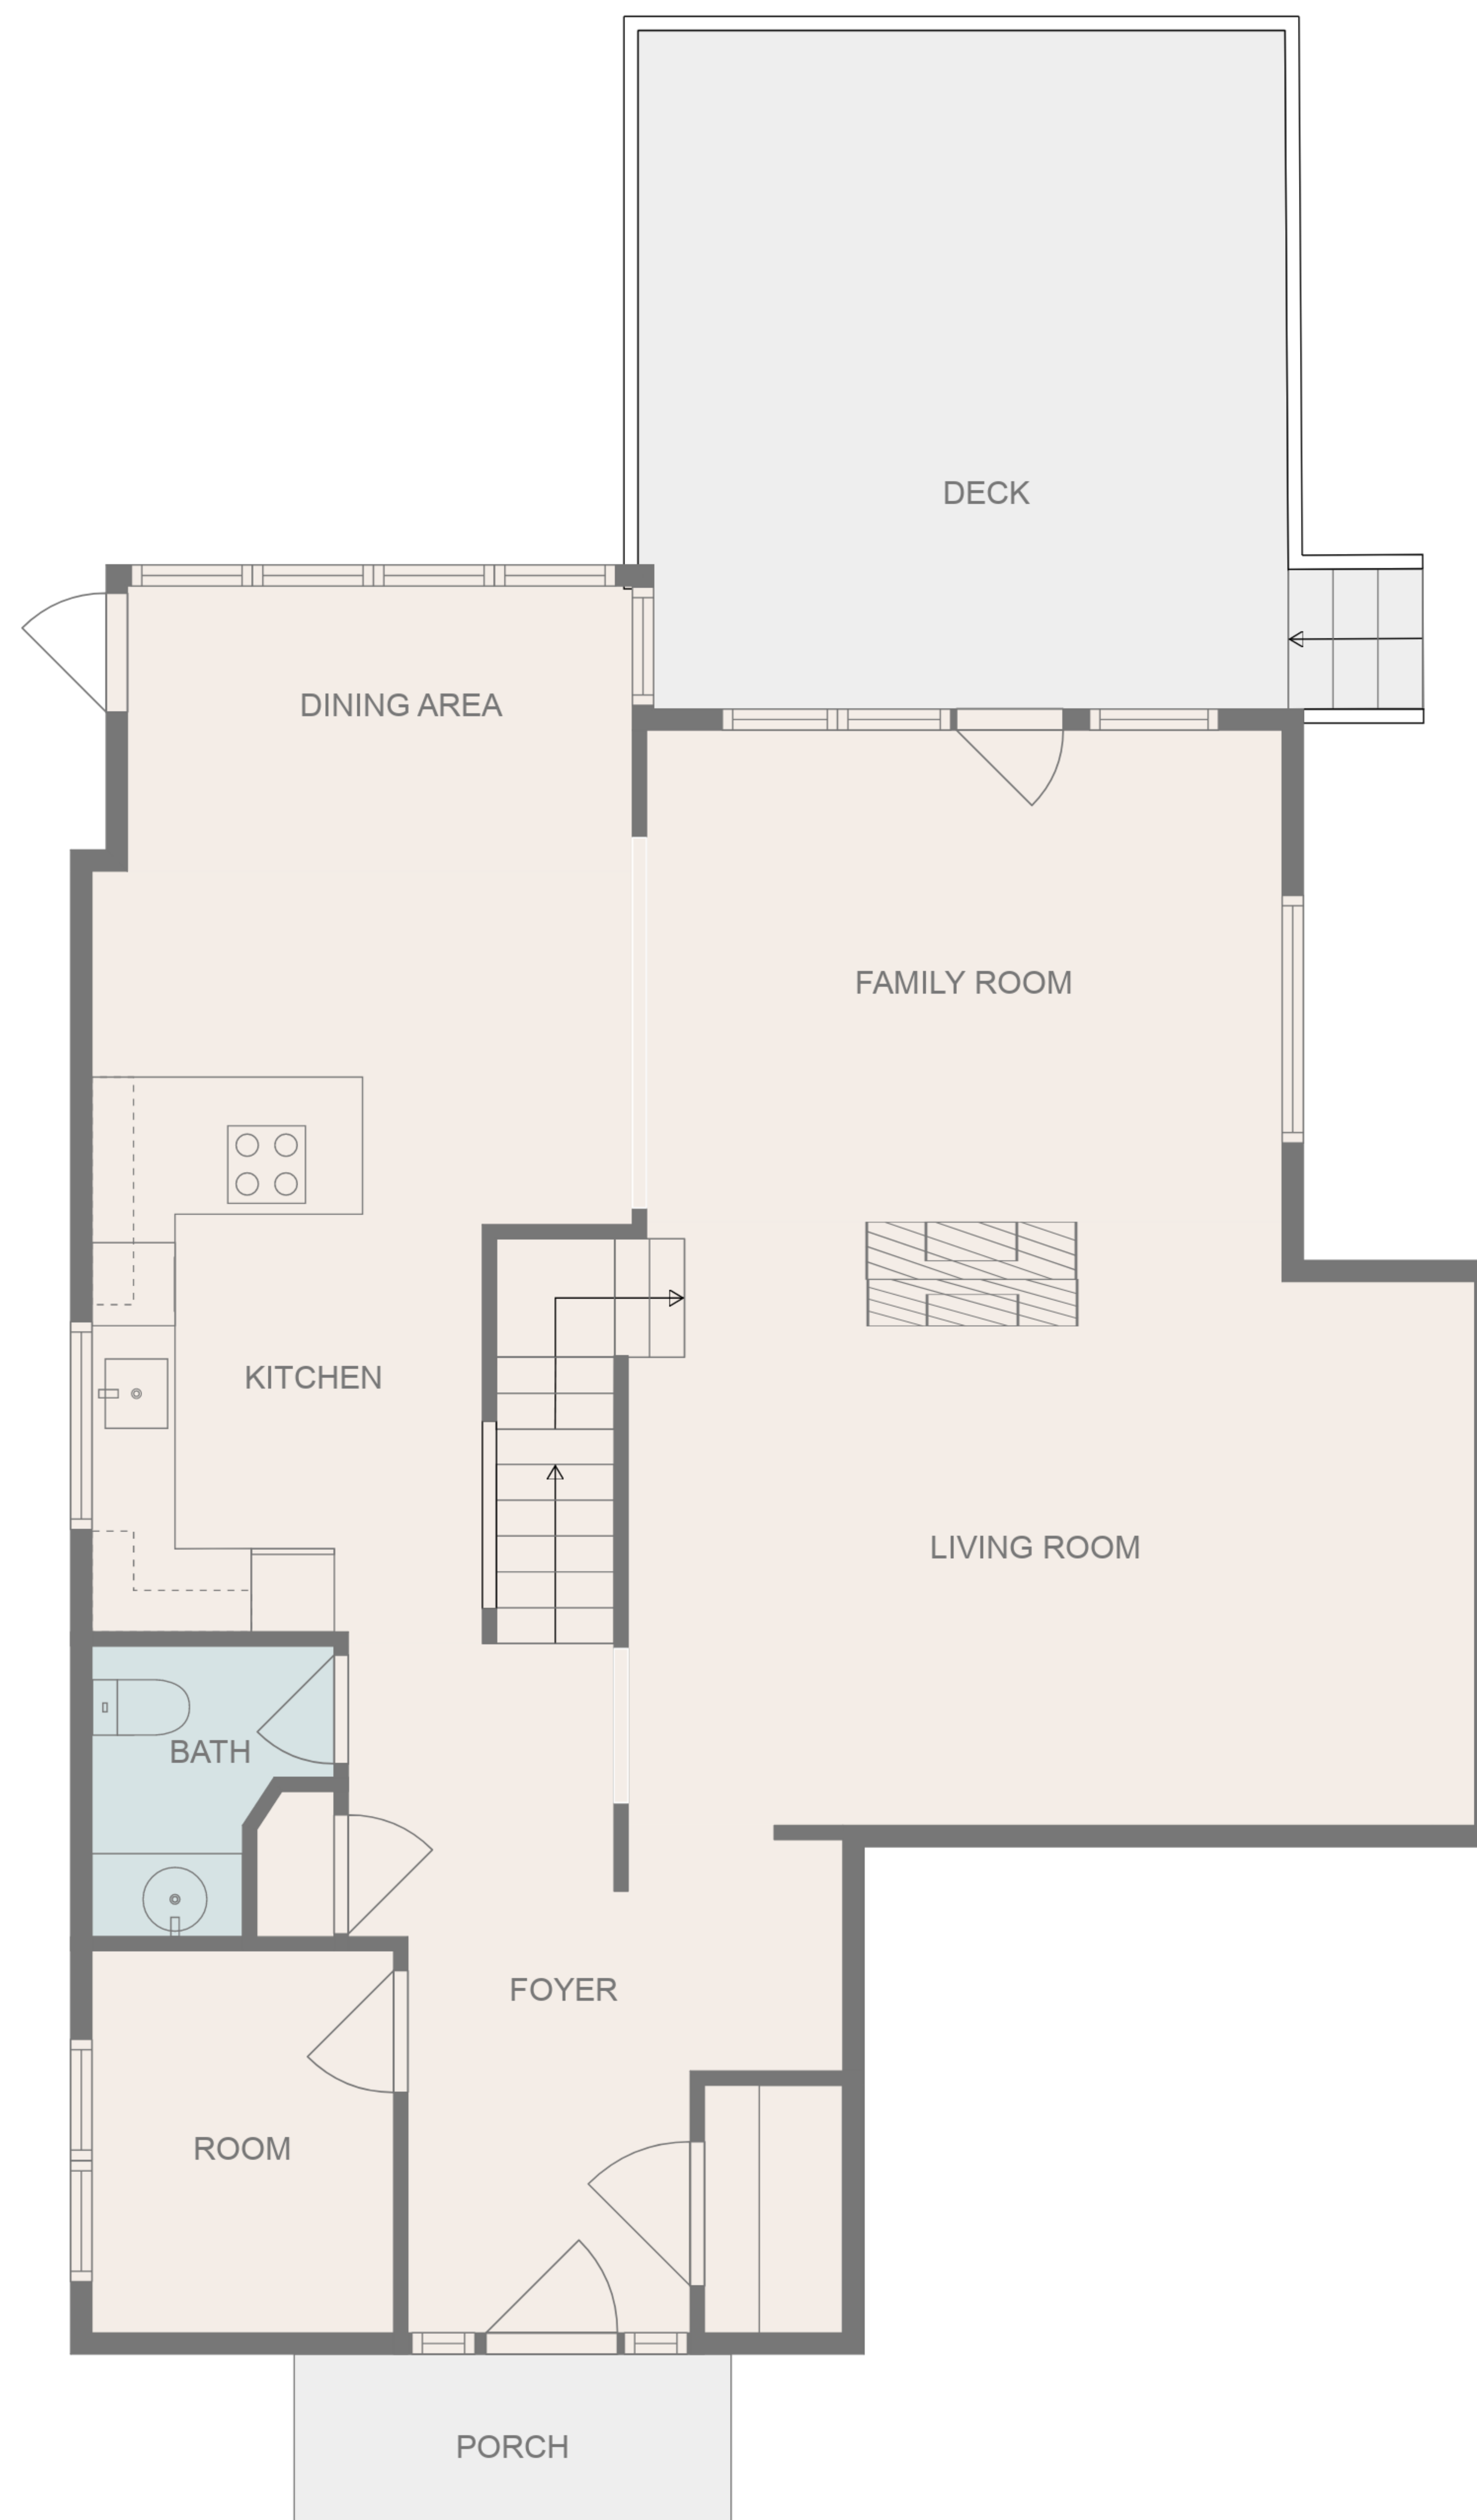 DECK
DINING AREA
FAMILY ROOM
KITCHEN
LIVING ROOM
BATH
FOYER
ROOM
PORCH